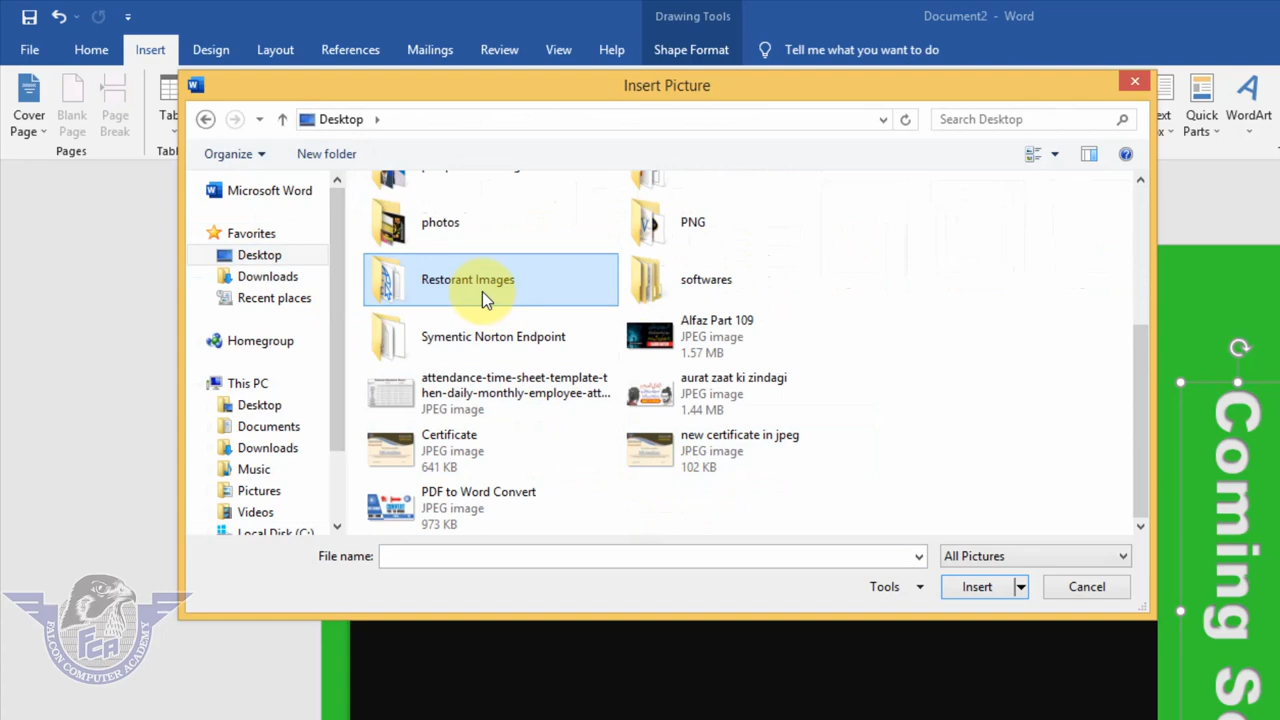 Drawing Tools
Document2 - Word
File Home Insert Design Layout References Mailings Review View Help Shape Format Tell me what you want to do
Cover Page
Blank Page
Page Break
Pages
Quick Parts
WordArt
Insert Picture
Desktop
Search Desktop
Organize New folder
Microsoft Word
Favorites
Desktop
Downloads
Recent places
Homegroup
This PC
Desktop
Documents
Downloads
Music
Pictures
Videos
Local Disk (C:)
photos
PNG
Restorant Images
softwares
Symentic Norton Endpoint
Alfaz Part 109
JPEG image
1.57 MB
attendance-time-sheet-template-t
hen-daily-monthly-employee-att...
JPEG image
aurat zaat ki zindagi
JPEG image
1.44 MB
Certificate
JPEG image
641 KB
new certificate in jpeg
JPEG image
102 KB
PDF to Word Convert
JPEG image
973 KB
File name:
All Pictures
Tools Insert Cancel
Coming
FCA
FALCON COMPUTER ACADEMY